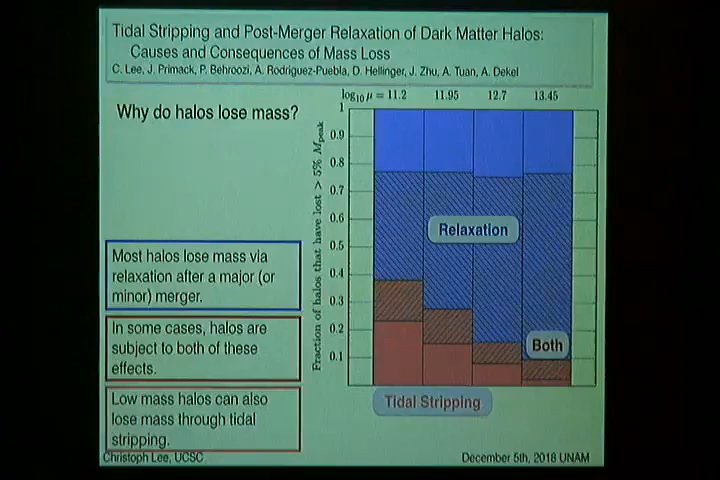 Tidal Stripping and Post-Merger Relaxation of Dark Matter Halos:
Causes and Consequences of Mass Loss
C. Lee, J. Primack, P. Behroozi, A. Rodriguez-Puebla, D. Hellinger, J. Zhu, A. Tuan, A. Dekel
Why do halos lose mass?
Most halos lose mass via
relaxation after a major (or
minor) merger.
In some cases, halos are
subject to both of these
effects.
Low mass halos can also
lose mass through tidal
stripping.
log10 μ = 11.2 11.95 12.7 13.45
Fraction of halos that have lost > 5% Mpeak
1
0.9
0.8
0.7
0.6
0.5
0.4
0.3
0.2
0.1
Relaxation
Both
Tidal Stripping
Christoph Lee, UCSC
December 5th, 2018 UNAM